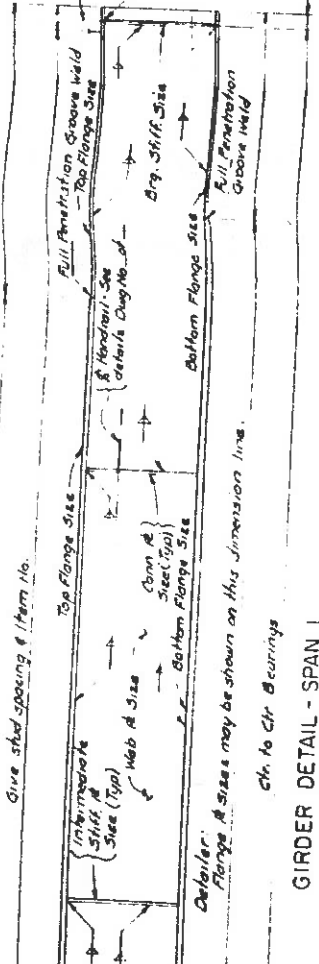 Give stud spacing & Item No.
Full Penetration Groove Weld
Top Flange Size
Top Flange Size
Handrail - See
details Dwg. No. _ of _
Brg. Stiff. Size
Intermediate
Stiff. ℄
Size (Typ)
Web ℄ Size
Conn ℄
Size (Typ)
Bottom Flange Size
Bottom Flange Size
Full Penetration
Groove Weld
Detailer:
Flange ℄ Sizes may be shown on this dimension line.
Ctr. to Ctr Bearings
GIRDER DETAIL - SPAN 1